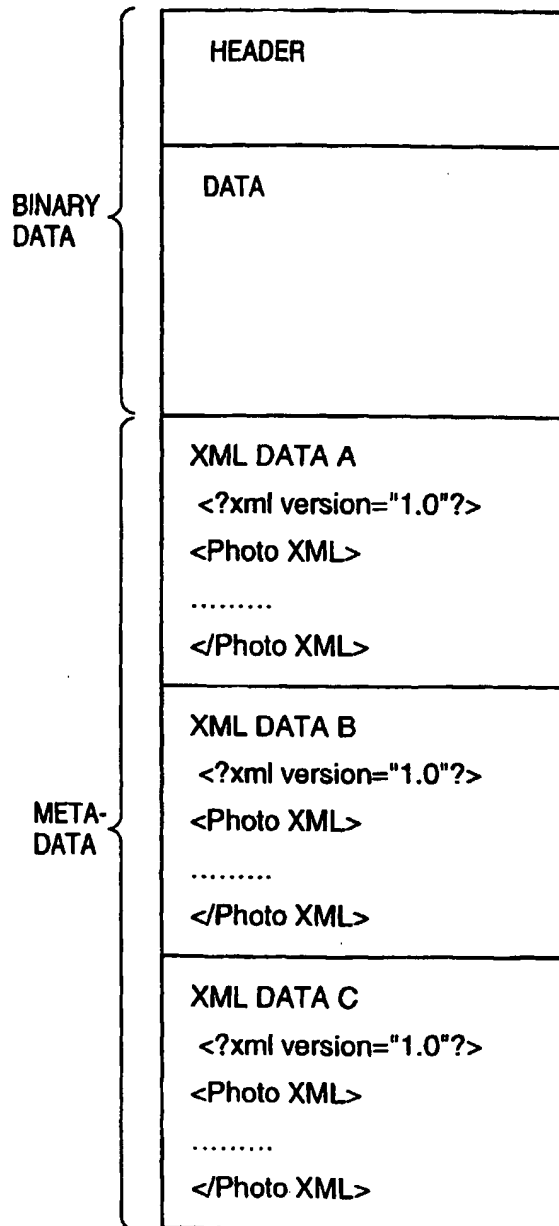 HEADER
DATA
BINARY
DATA
XML DATA A
<?xml version="1.0"?>
<Photo XML>
.........
</Photo XML>
XML DATA B
<?xml version="1.0"?>
<Photo XML>
.........
</Photo XML>
META-
DATA
XML DATA C
<?xml version="1.0"?>
<Photo XML>
.........
</Photo XML>